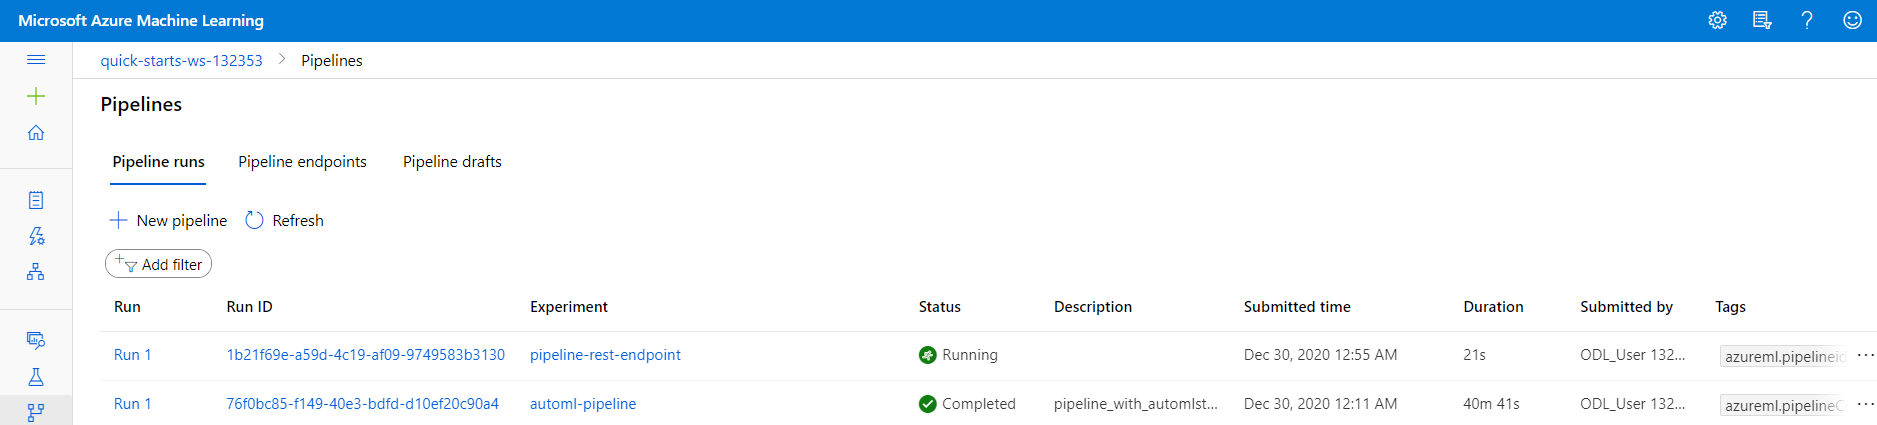 Microsoft Azure Machine Learning
quick-starts-ws-132353 > Pipelines
Pipelines
Pipeline runs Pipeline endpoints Pipeline drafts
New pipeline Refresh
Add filter
Run Run ID Experiment Status Description Submitted time Duration Submitted by Tags
Run 1 1b21f69e-a59d-4c19-af09-9749583b3130 pipeline-rest-endpoint Running Dec 30, 2020 12:55 AM 21s ODL_User 132... azureml.pipelineid ...
Run 1 76f0bc85-f149-40e3-bdfd-d10ef20c90a4 automl-pipeline Completed pipeline_with_automlst... Dec 30, 2020 12:11 AM 40m 41s ODL_User 132... azureml.pipelineC ...